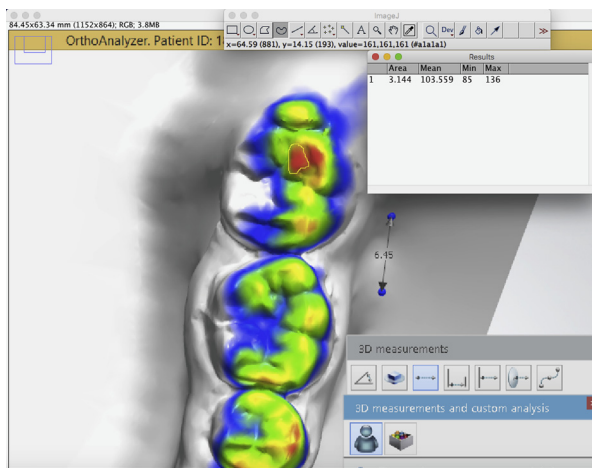 ImageJ
84.45x63.34 mm (1152x864); RGB; 3.8MB
OrthoAnalyzer. Patient ID: 1
Dev
x=64.59 (881), y=14.15 (193), value=161,161,161 (#a1a1a1)
Results
Area Mean Min Max
1 3.144 103.559 85 136
6.45
3D measurements
3D measurements and custom analysis